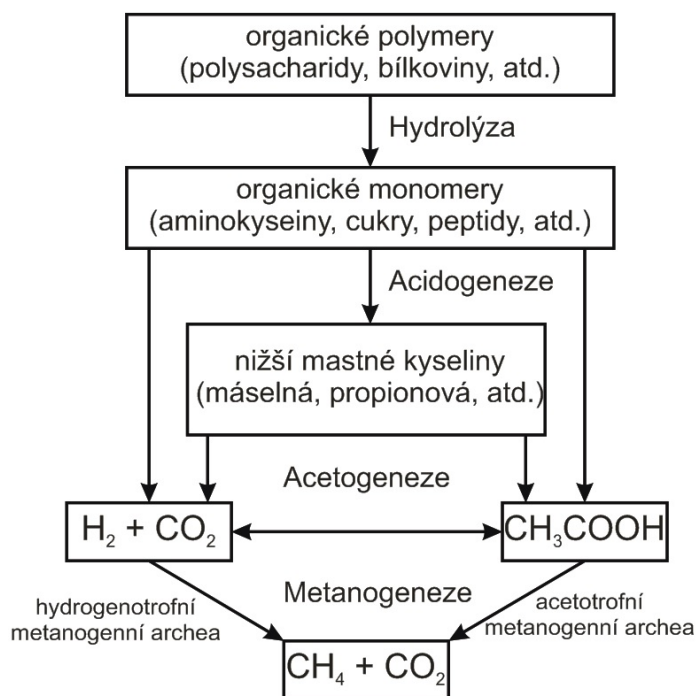 organické polymery
(polysacharidy, bílkoviny, atd.)
Hydrolýza
organické monomery
(aminokyseiny, cukry, peptidy, atd.)
Acidogeneze
nižší mastné kyseliny
(máselná, propionová, atd.)
Acetogeneze
H₂ + CO₂
CH₃COOH
Metanogeneze
hydrogenotrofní
metanogenní archea
acetotrofní
metanogenní archea
CH₄ + CO₂